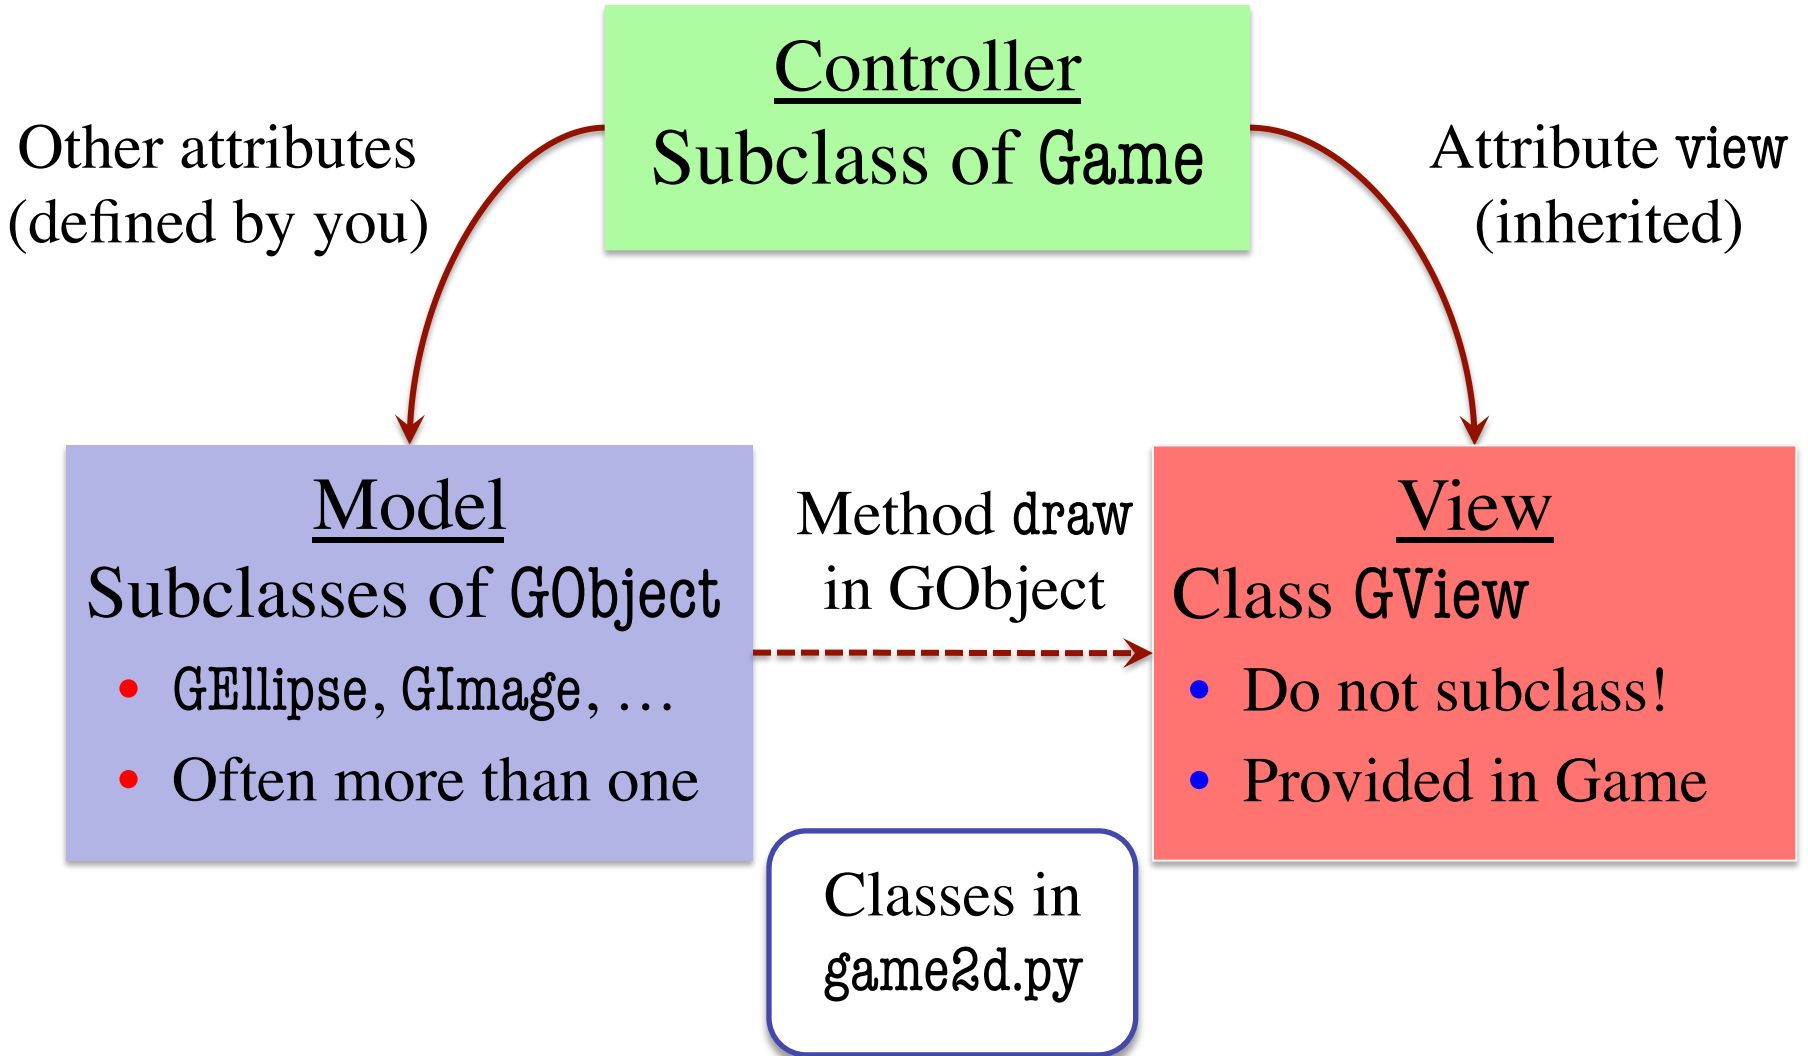 Controller
Subclass of Game
Other attributes
(defined by you)
Attribute view
(inherited)
Model
Subclasses of GObject
• GEllipse, GImage, …
• Often more than one
Method draw
in GObject
View
Class GView
• Do not subclass!
• Provided in Game
Classes in
game2d.py